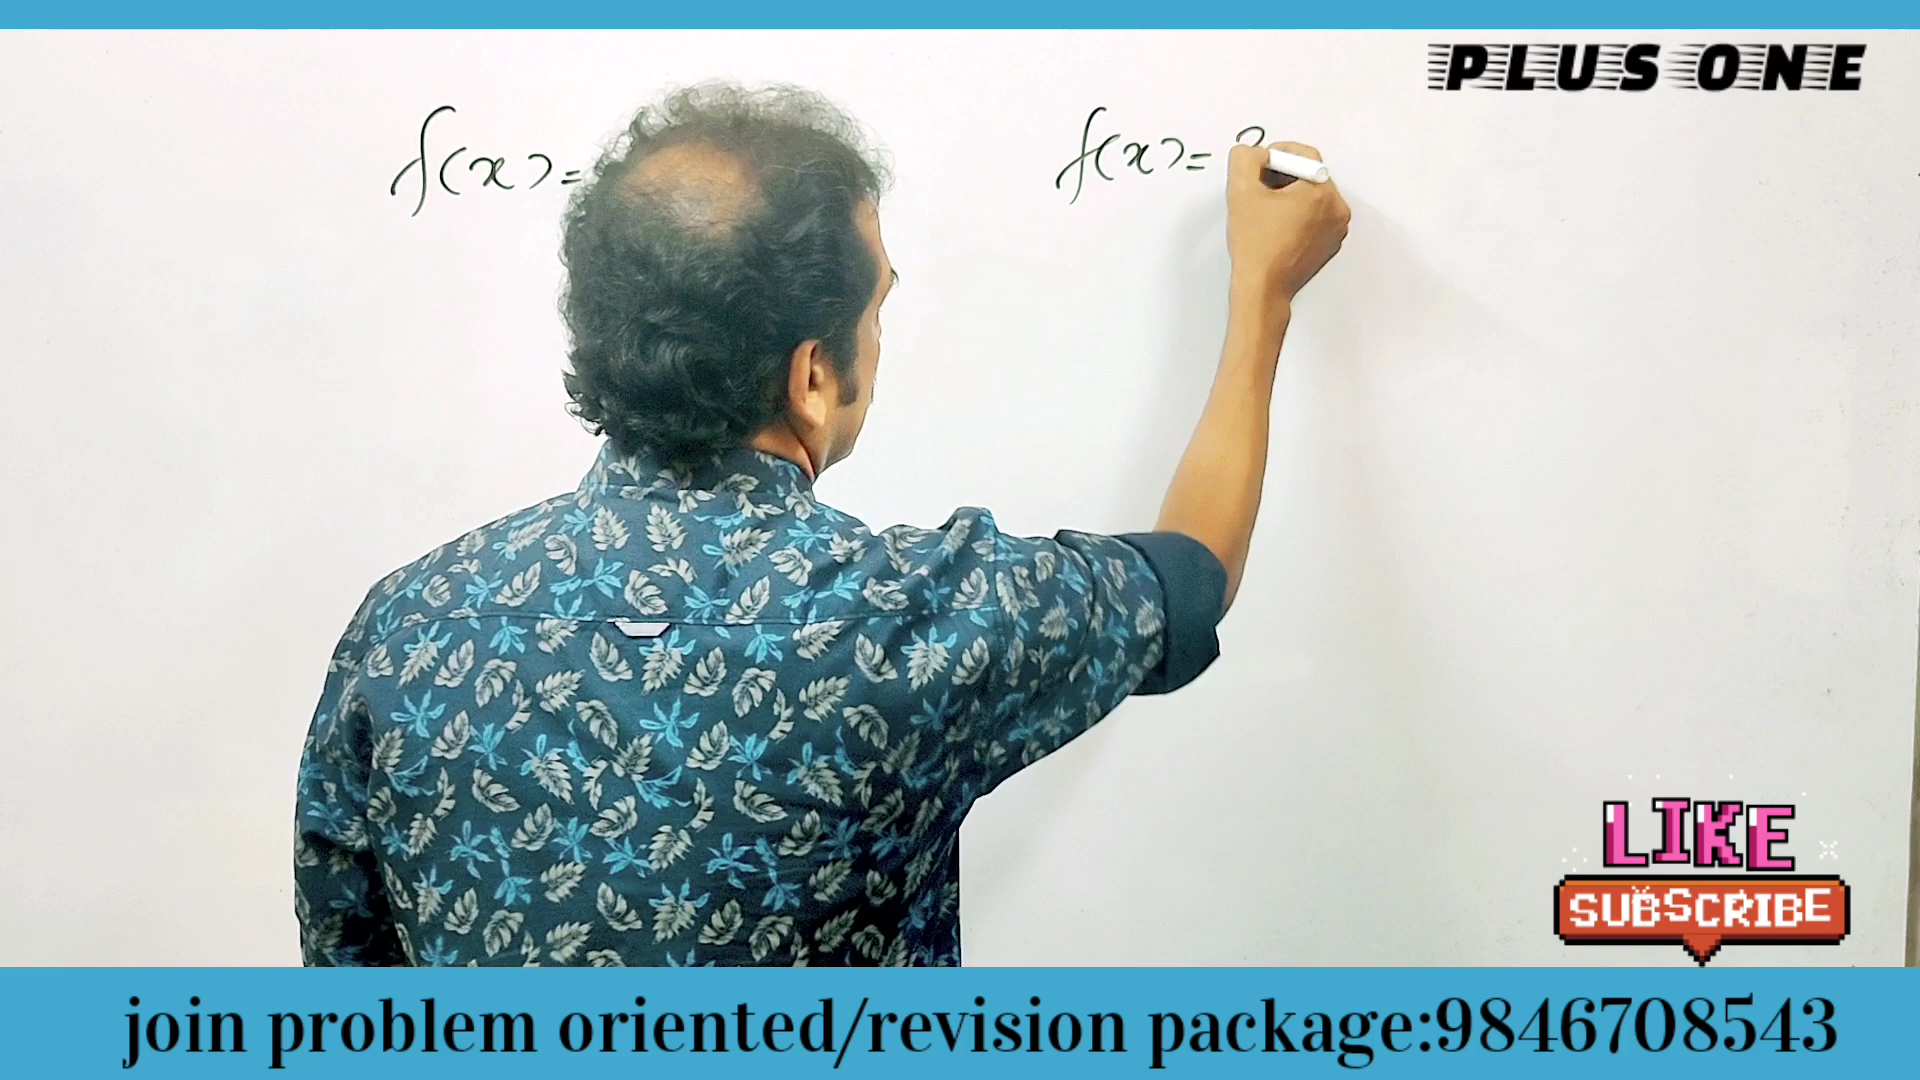 PLUS ONE
f(x)=
f(x)=
LIKE
SUBSCRIBE
join problem oriented/revision package:9846708543